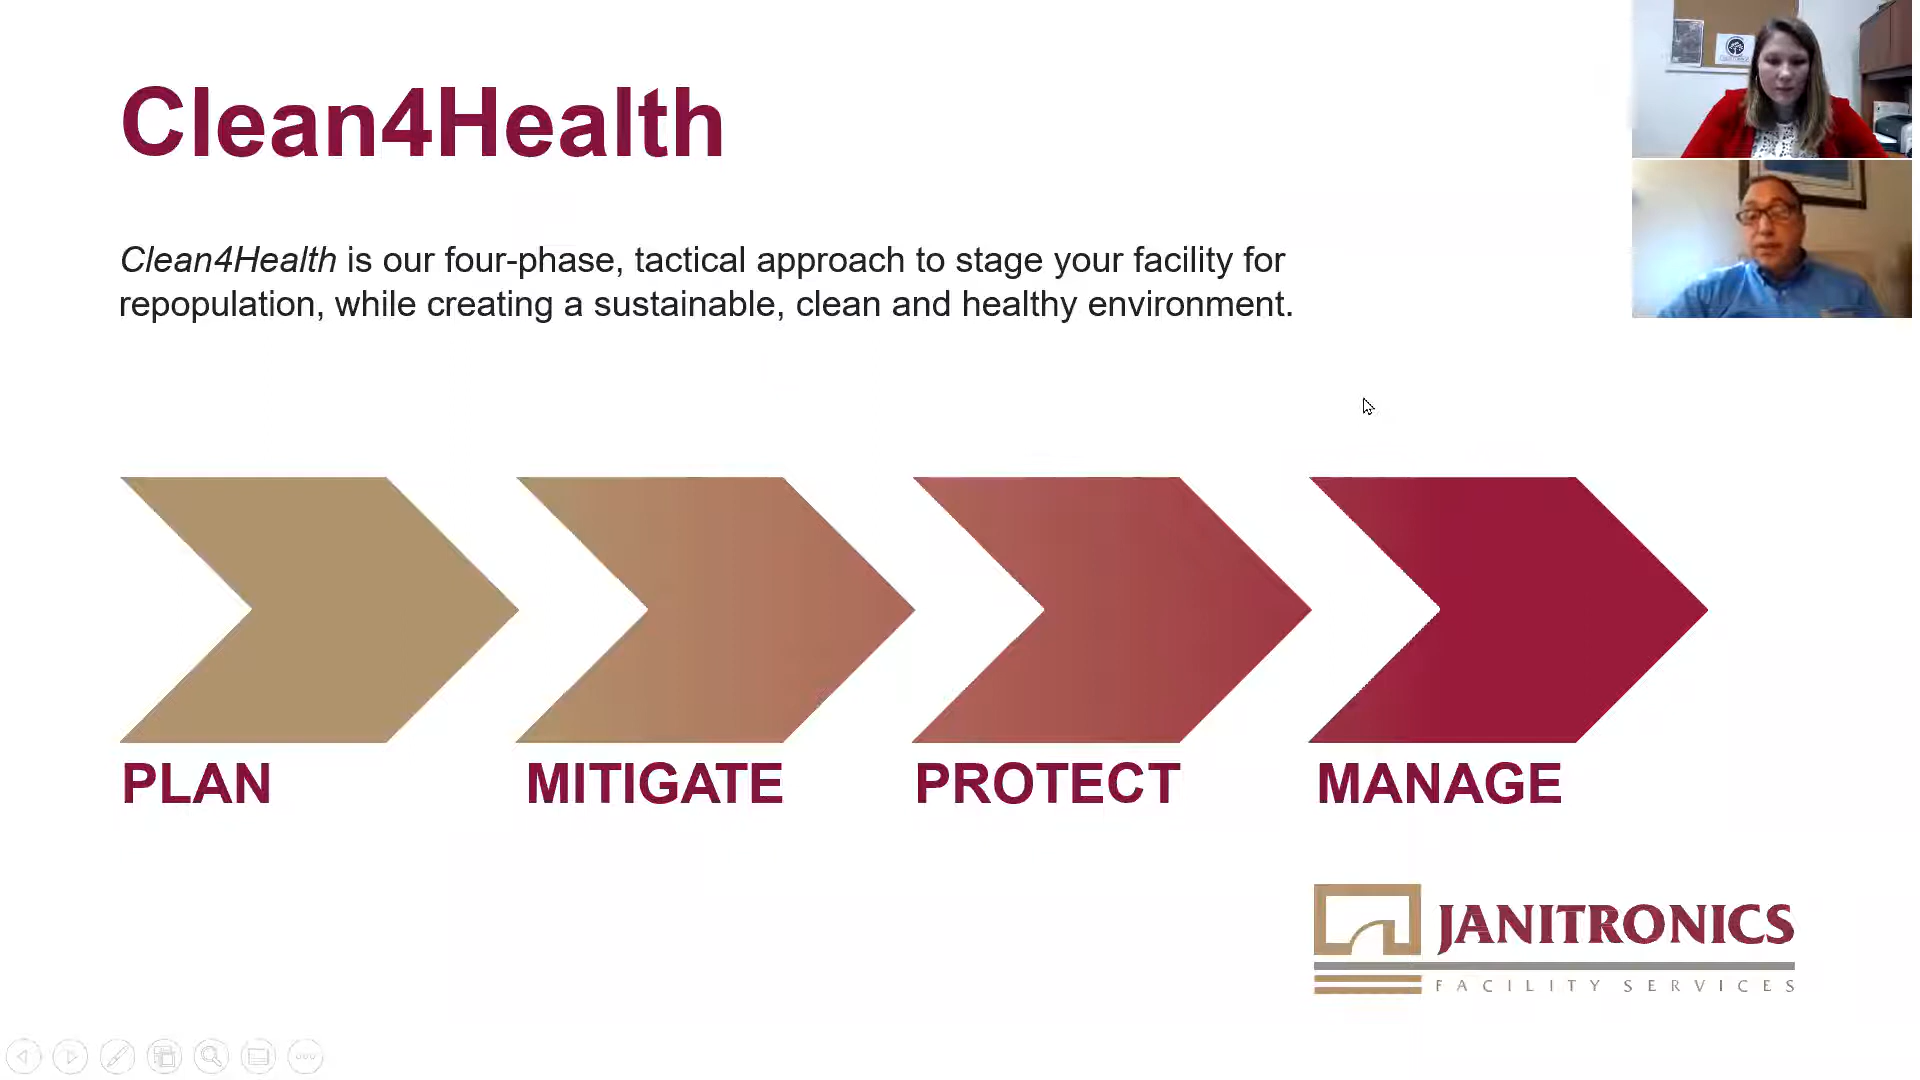 Clean4Health
Clean4Health is our four-phase, tactical approach to stage your facility for
repopulation, while creating a sustainable, clean and healthy environment.
PLAN
MITIGATE
PROTECT
MANAGE
JANITRONICS
FACILITY SERVICES